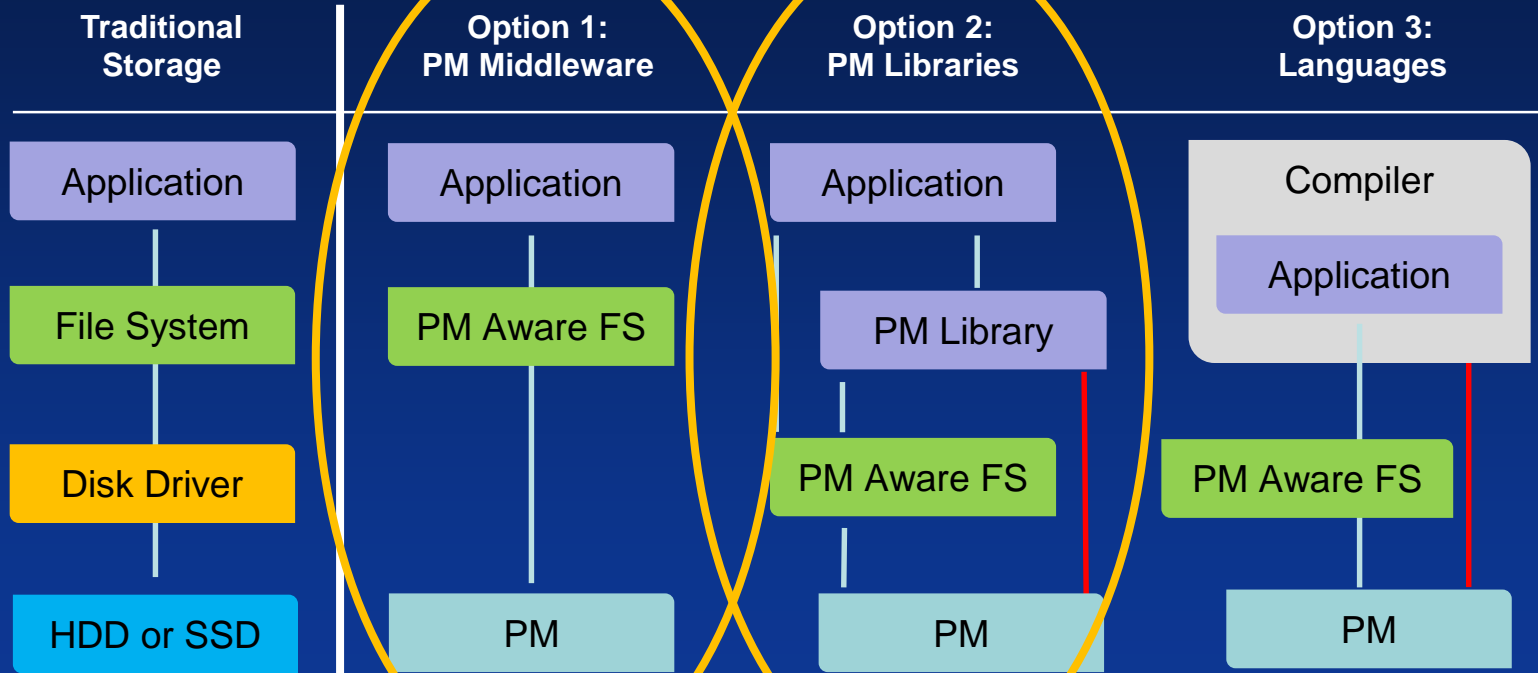 Traditional
Storage
Option 1:
PM Middleware
Option 2:
PM Libraries
Option 3:
Languages
Application
File System
Disk Driver
HDD or SSD
Application
PM Aware FS
PM
Application
PM Library
PM Aware FS
PM
Compiler
Application
PM Aware FS
PM